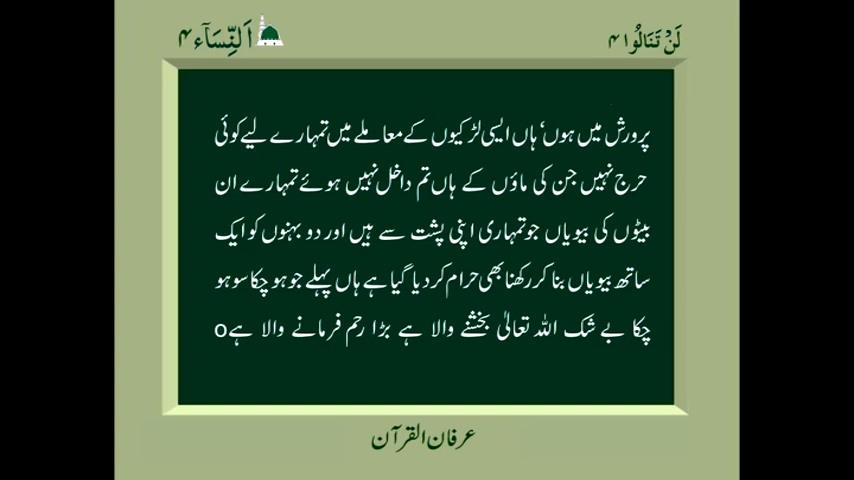 لَنْ تَنَالُوا ۴
اَلنِّسَآء ۴
پرورش میں ہوں‘ ہاں ایسی لڑکیوں کے معاملے میں تمہارے لیے کوئی
حرج نہیں جن کی ماؤں کے ہاں تم داخل نہیں ہوئے تمہارے ان
بیٹوں کی بیویاں جو تمہاری اپنی پشت سے ہیں اور دو بہنوں کو ایک
ساتھ بیویاں بنا کر رکھنا بھی حرام کر دیا گیا ہے ہاں پہلے جو ہو چکا سو ہو
چکا بے شک اللہ تعالیٰ بخشنے والا ہے بڑا رحم فرمانے والا ہے o
عرفان القرآن